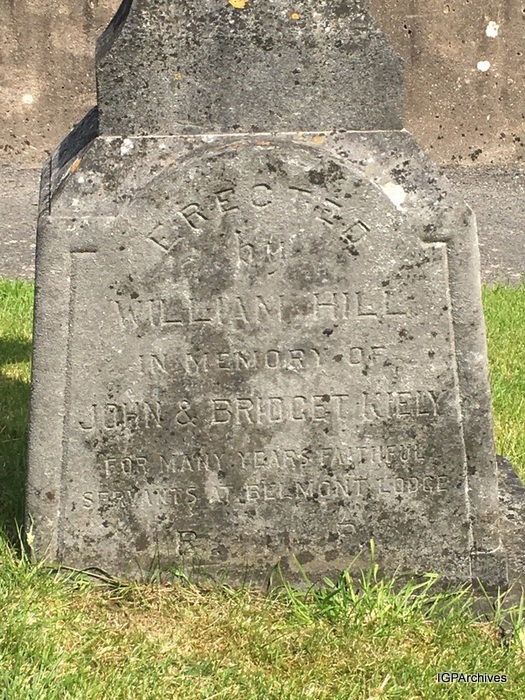 ERECTED
by
WILLIAM HILL
IN MEMORY OF
JOHN & BRIDGET KIELY
FOR MANY YEARS FAITHFUL
SERVANTS AT BELMONT LODGE
R. I. P.
IGPArchives